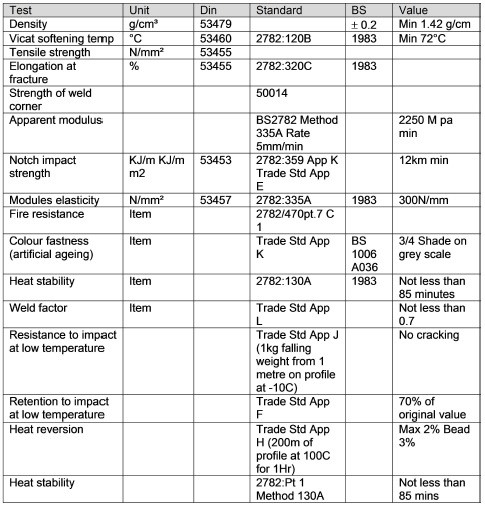 Test Unit Din Standard BS Value
Density g/cm³ 53479 ± 0.2 Min 1.42 g/cm
Vicat softening temp °C 53460 2782:120B 1983 Min 72°C
Tensile strength N/mm² 53455
Elongation at % 53455 2782:320C 1983
fracture
Strength of weld 50014
corner
Apparent modulus BS2782 Method 2250 M pa
335A Rate min
5mm/min
Notch impact KJ/m KJ/m 53453 2782:359 App K 12km min
strength m2 Trade Std App
E
Modules elasticity N/mm² 53457 2782:335A 1983 300N/mm
Fire resistance Item 2782/470pt.7 C
1
Colour fastness Item Trade Std App BS 3/4 Shade on
(artificial ageing) K 1006 grey scale
A036
Heat stability Item 2782:130A 1983 Not less than
85 minutes
Weld factor Item Trade Std App Not less than
L 0.7
Resistance to impact Trade Std App J No cracking
at low temperature (1kg falling
weight from 1
metre on profile
at -10C)
Retention to impact Trade Std App 70% of
at low temperature F original value
Heat reversion Trade Std App Max 2% Bead
H (200m of 3%
profile at 100C
for 1Hr)
Heat stability 2782:Pt 1 Not less than
Method 130A 85 mins